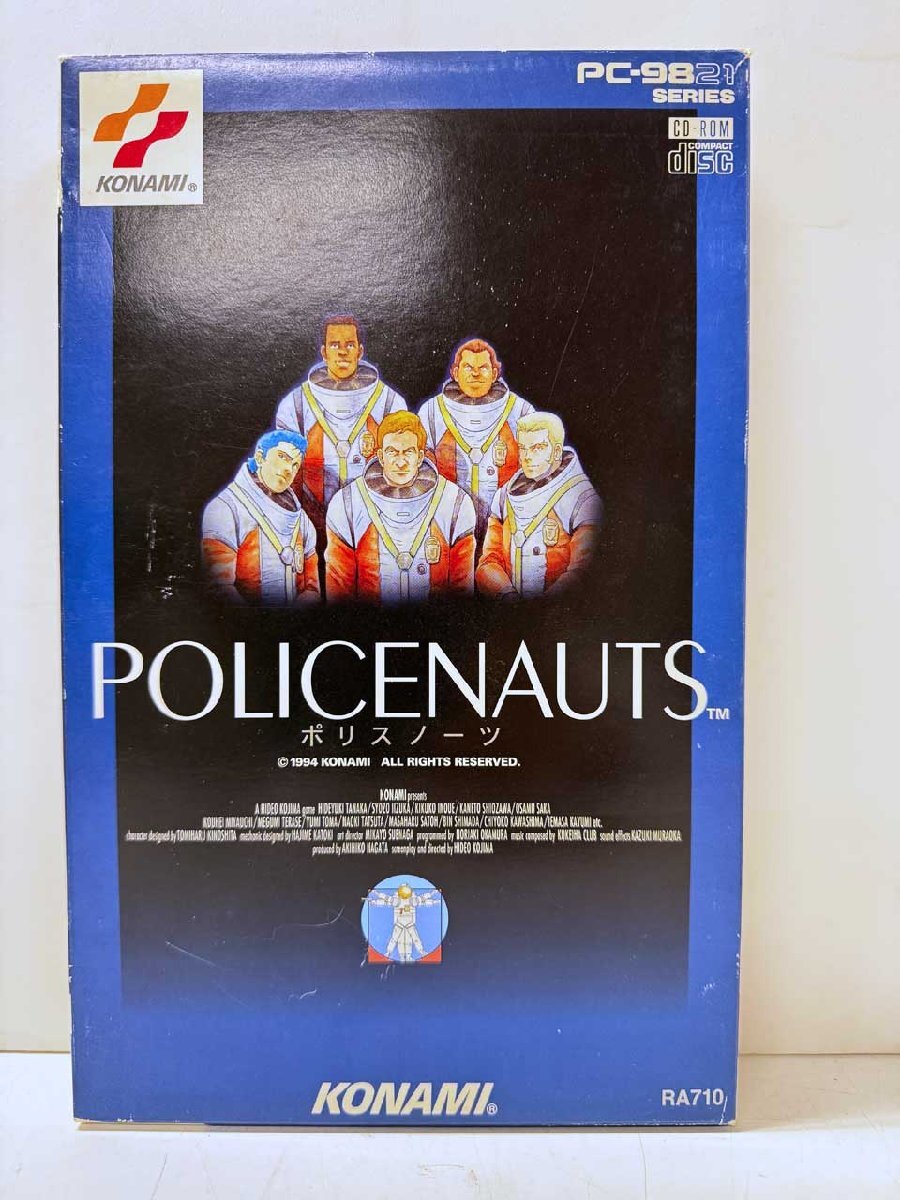 KONAMI®
PC-9821
SERIES
CD-ROM
COMPACT
disc
POLICENAUTS™
ポリスノーツ
© 1994 KONAMI ALL RIGHTS RESERVED.
KONAMI presents
A HIDEO KOJIMA game HIDEYUKI TANAKA/SYOZO IIZUKA/KIKUKO INOUE/KANETO SHIOZAWA/OSAMU SAKA
KOUHEI MIYAUCHI/MEGUMI TERASE/YUMI TOMA/NAOKI TATSUTA/MASAHARU SATOH/BIN SHIMADA/CHIYOKO KAWASHIMA/IEMASA KAYUMI etc.
character designed by TOMIHARU KINOSHITA mechanic designed by HAJIME KATOKI art director MIKAYO SUENAGA programmed by NORIAKI OKAMURA music composed by KUKEIHA CLUB sound effects KAZUKI MURAOKA
produced by AKIHIKO NAGATA screenplay and directed by HIDEO KOJIMA
KONAMI®
RA710